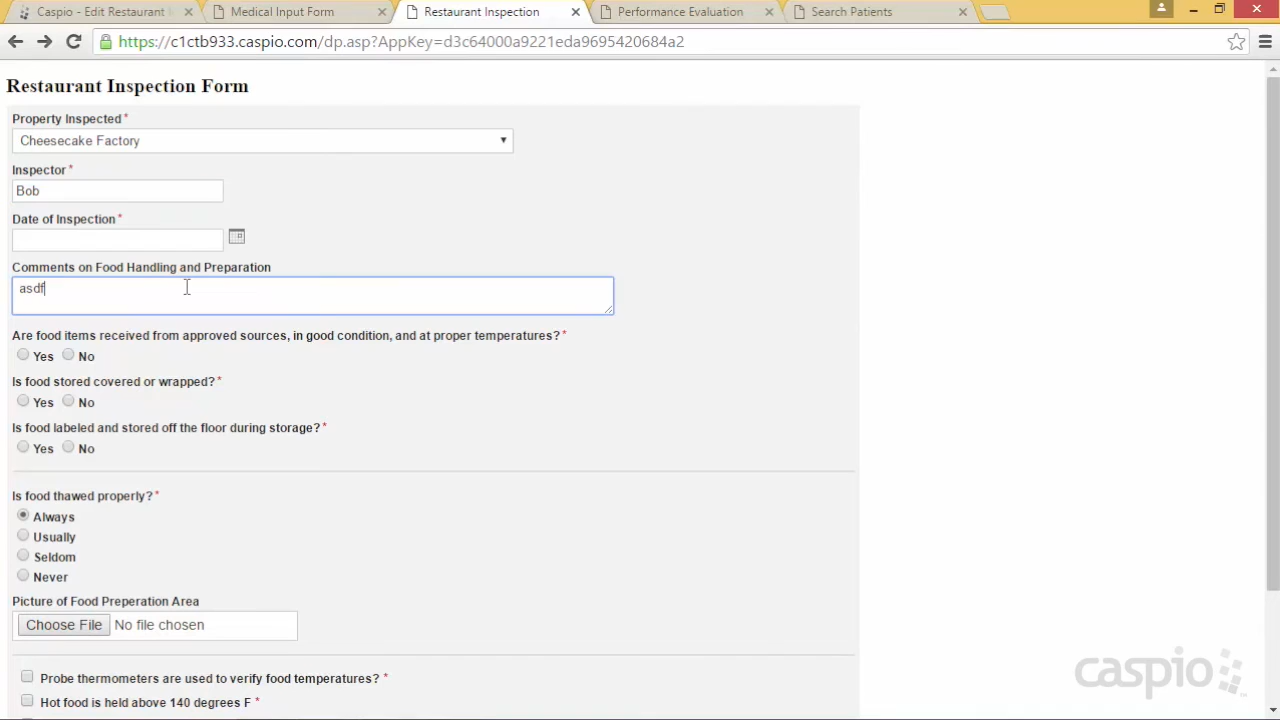 Caspio - Edit Restaurant
Medical Input Form
Restaurant Inspection
Performance Evaluation
Search Patients
https://c1ctb933.caspio.com/dp.asp?AppKey=d3c64000a9221eda9695420684a2
Restaurant Inspection Form
Property Inspected*
Cheesecake Factory
Inspector*
Bob
Date of Inspection*
Comments on Food Handling and Preparation
asdf
Are food items received from approved sources, in good condition, and at proper temperatures?*
Yes No
Is food stored covered or wrapped?*
Yes No
Is food labeled and stored off the floor during storage?*
Yes No
Is food thawed properly?*
Always
Usually
Seldom
Never
Picture of Food Preperation Area
Choose File No file chosen
Probe thermometers are used to verify food temperatures? *
Hot food is held above 140 degrees F *
caspio